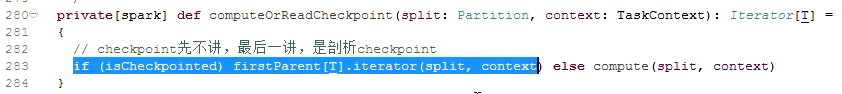 280 private[spark] def computeOrReadCheckpoint(split: Partition, context: TaskContext): Iterator[T] =
281 {
282 // checkpoint先不讲，最后一讲，是剖析checkpoint
283 if (isCheckpointed) firstParent[T].iterator(split, context) else compute(split, context)
284 }